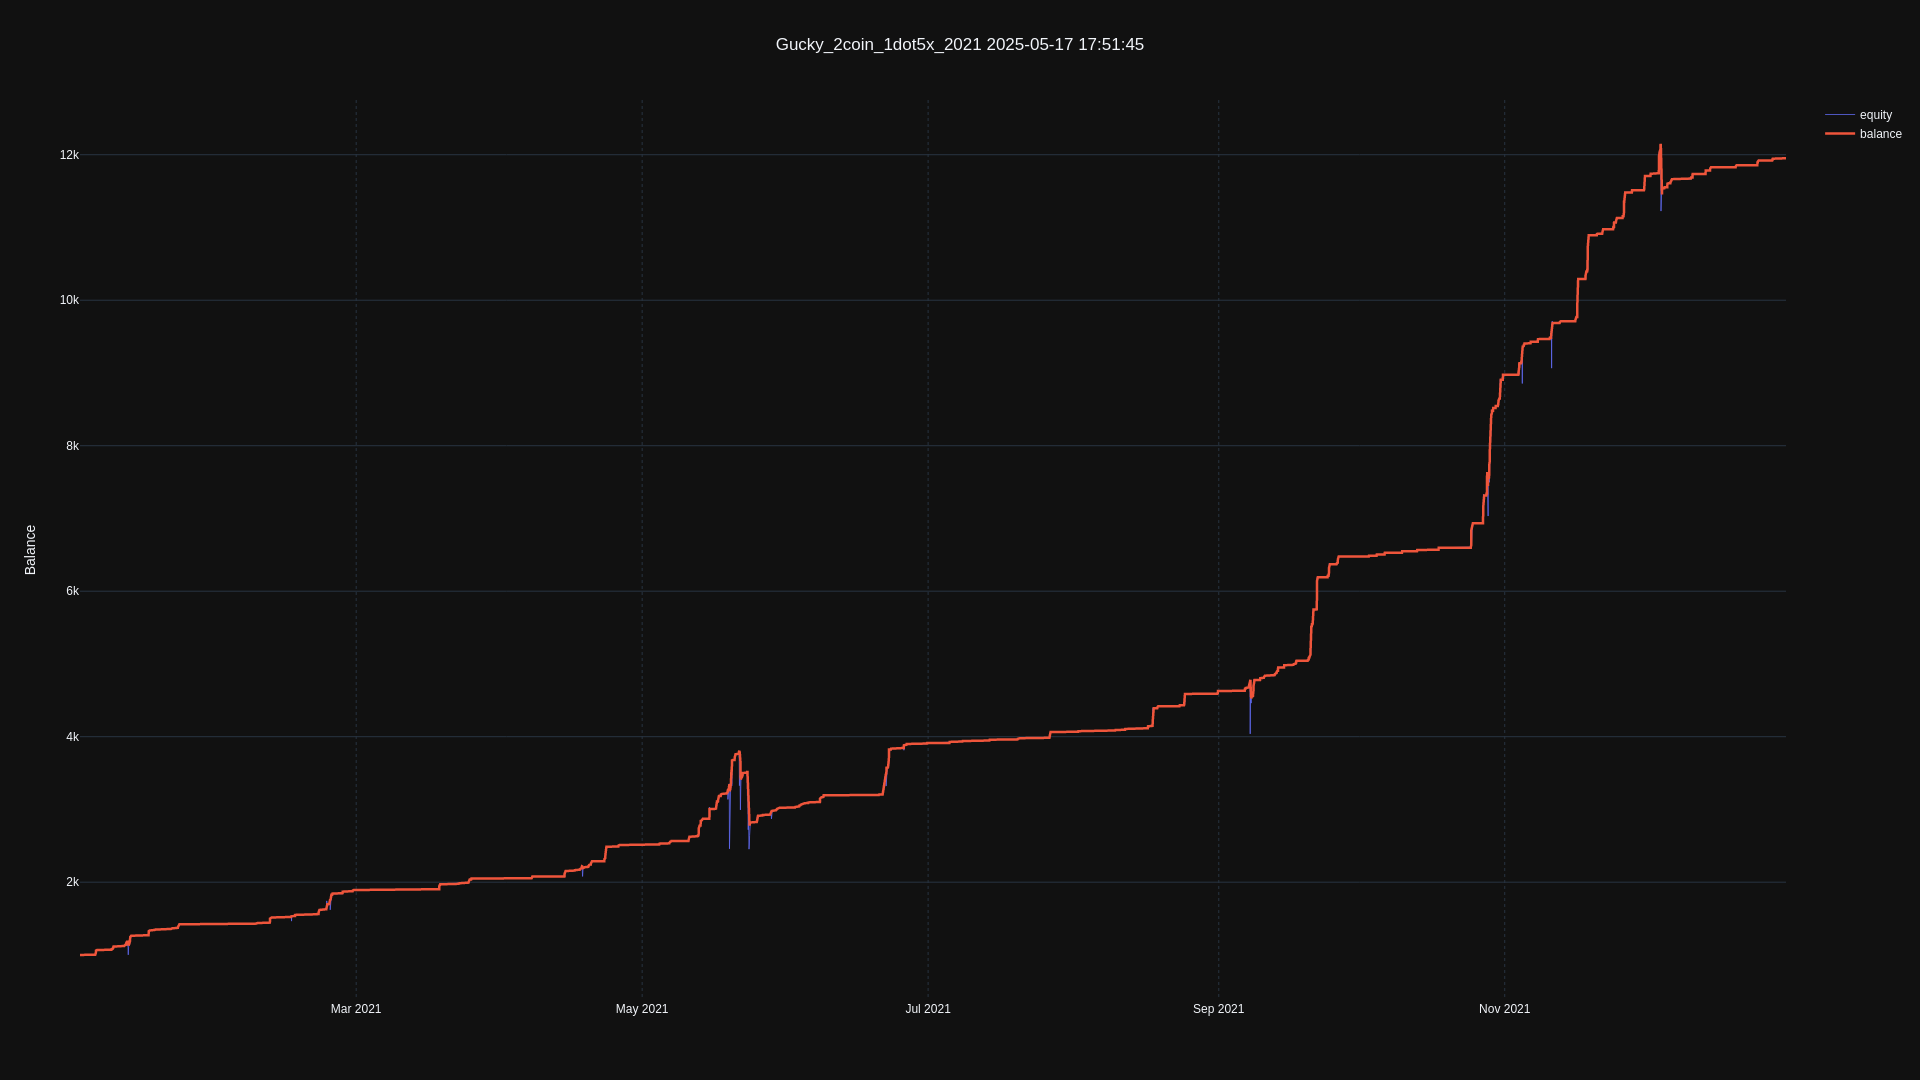 Gucky_2coin_1dot5x_2021 2025-05-17 17:51:45
equity
balance
12k
10k
8k
6k
4k
2k
Balance
Mar 2021
May 2021
Jul 2021
Sep 2021
Nov 2021